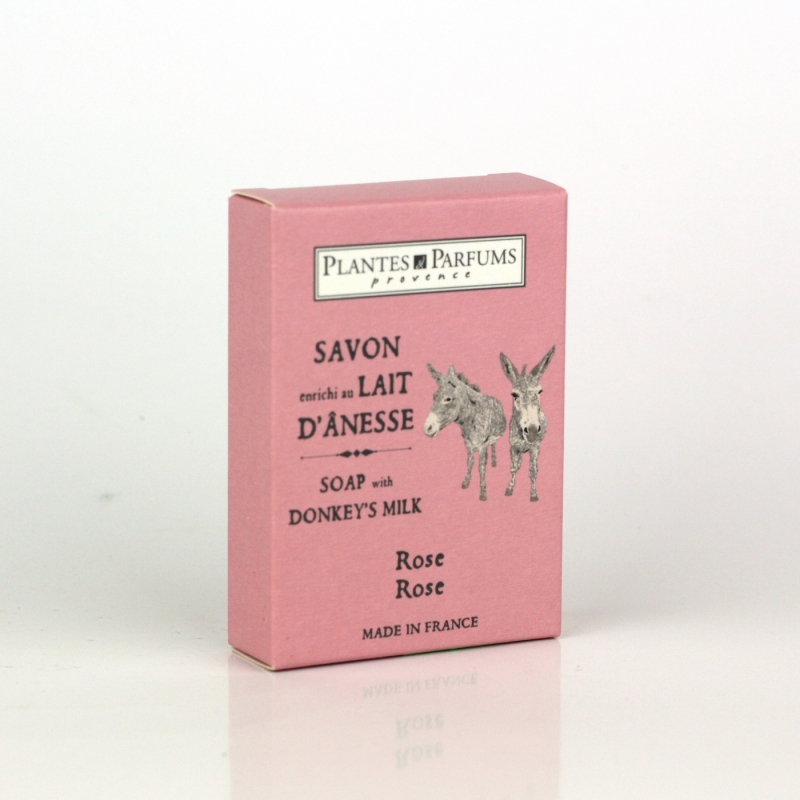 PLANTES et PARFUMS
provence
SAVON
enrichi au LAIT
D'ÂNESSE
SOAP with
DONKEY'S MILK
Rose
Rose
MADE IN FRANCE